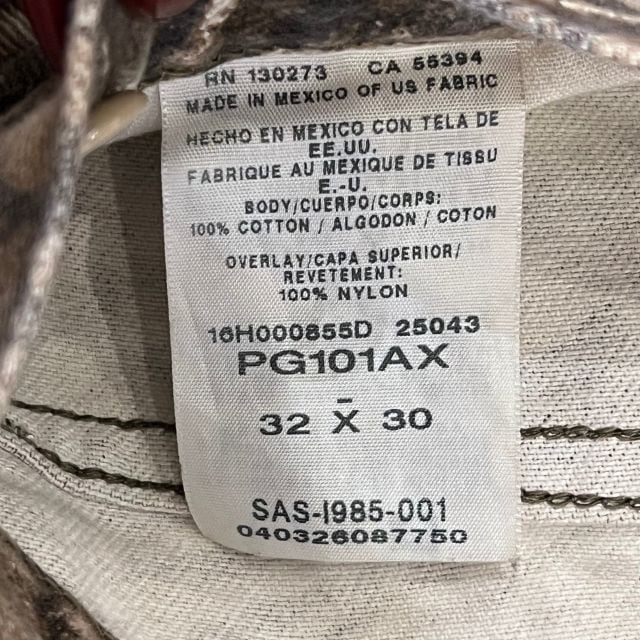 RN 130273 CA 55394
MADE IN MEXICO OF US FABRIC
HECHO EN MEXICO CON TELA DE
EE.UU.
FABRIQUE AU MEXIQUE DE TISSU
E.-U.
BODY/CUERPO/CORPS:
100% COTTON / ALGODON / COTON
OVERLAY/CAPA SUPERIOR/
REVETEMENT:
100% NYLON
16H000855D 25043
PG101AX
-
32 X 30
SAS-I985-001
040326087750